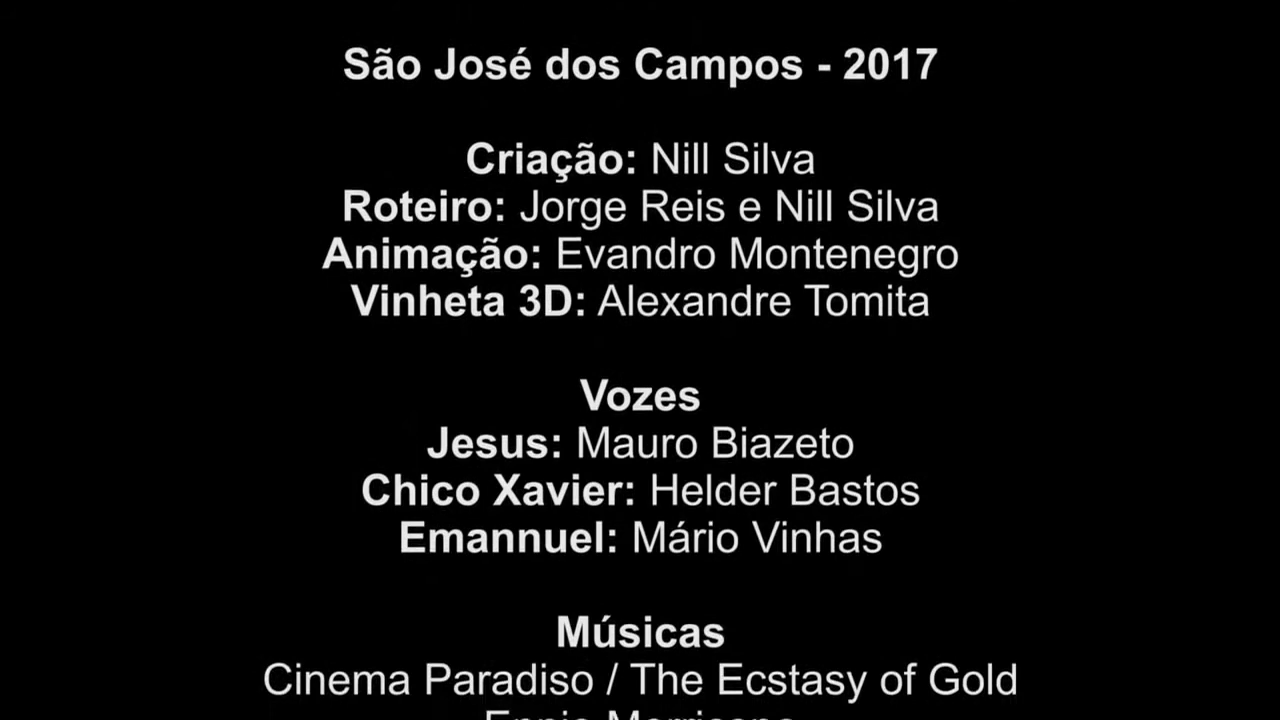 São José dos Campos - 2017
Criação: Nill Silva
Roteiro: Jorge Reis e Nill Silva
Animação: Evandro Montenegro
Vinheta 3D: Alexandre Tomita
Vozes
Jesus: Mauro Biazeto
Chico Xavier: Helder Bastos
Emannuel: Mário Vinhas
Músicas
Cinema Paradiso / The Ecstasy of Gold